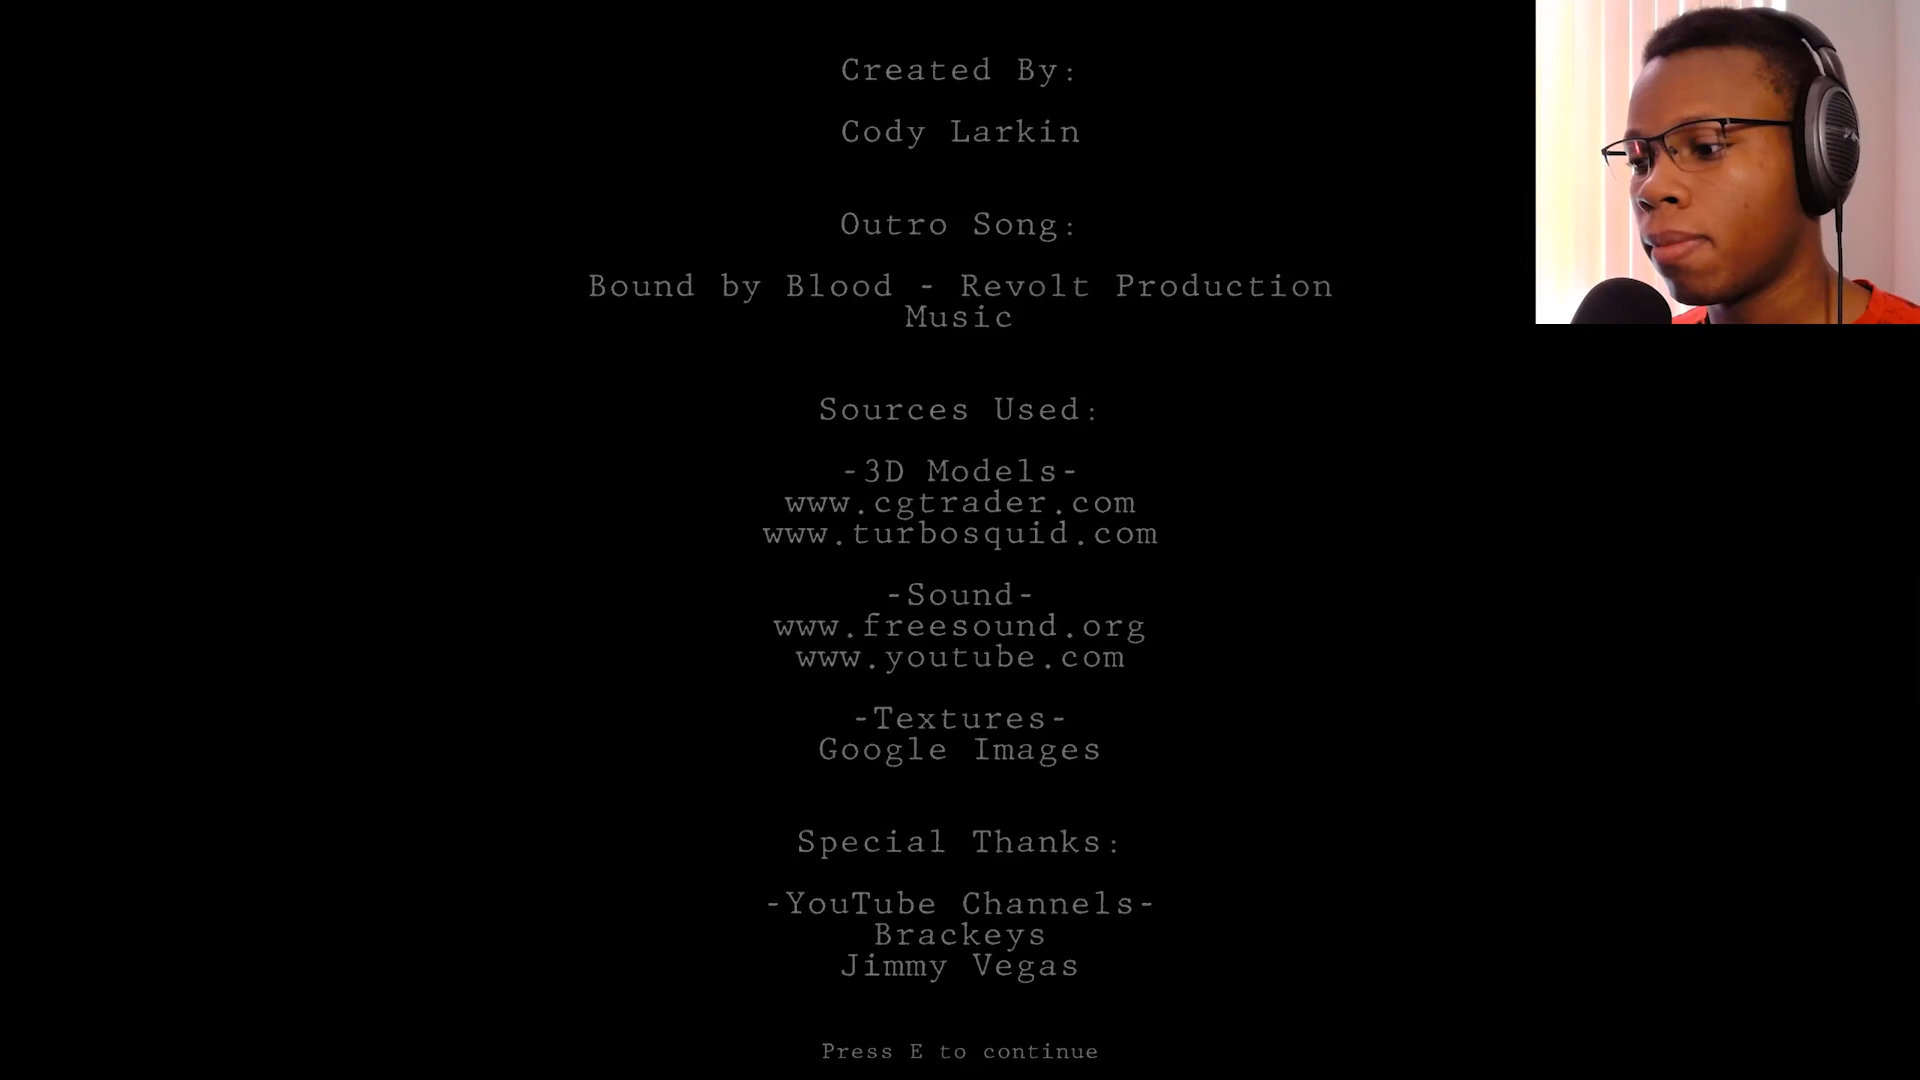 Created By:
Cody Larkin
Outro Song:
Bound by Blood - Revolt Production
Music
Sources Used:
-3D Models-
www.cgtrader.com
www.turbosquid.com
-Sound-
www.freesound.org
www.youtube.com
-Textures-
Google Images
Special Thanks:
-YouTube Channels-
Brackeys
Jimmy Vegas
Press E to continue